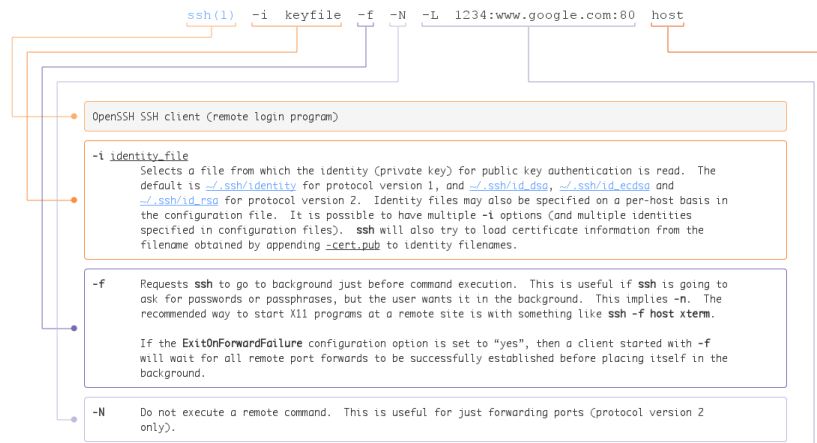 ssh(1) -i keyfile -f -N -L 1234:www.google.com:80 host
OpenSSH SSH client (remote login program)
-i identity_file
Selects a file from which the identity (private key) for public key authentication is read. The
default is ~/.ssh/identity for protocol version 1, and ~/.ssh/id_dsa, ~/.ssh/id_ecdsa and
~/.ssh/id_rsa for protocol version 2. Identity files may also be specified on a per-host basis in
the configuration file. It is possible to have multiple -i options (and multiple identities
specified in configuration files). ssh will also try to load certificate information from the
filename obtained by appending -cert.pub to identity filenames.
-f Requests ssh to go to background just before command execution. This is useful if ssh is going to
ask for passwords or passphrases, but the user wants it in the background. This implies -n. The
recommended way to start X11 programs at a remote site is with something like ssh -f host xterm.
If the ExitOnForwardFailure configuration option is set to “yes”, then a client started with -f
will wait for all remote port forwards to be successfully established before placing itself in the
background.
-N Do not execute a remote command. This is useful for just forwarding ports (protocol version 2
only).